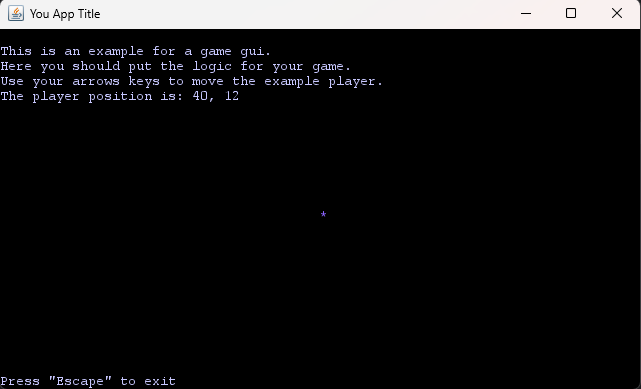 You App Title
This is an example for a game gui.
Here you should put the logic for your game.
Use your arrows keys to move the example player.
The player position is: 40, 12
*
Press "Escape" to exit